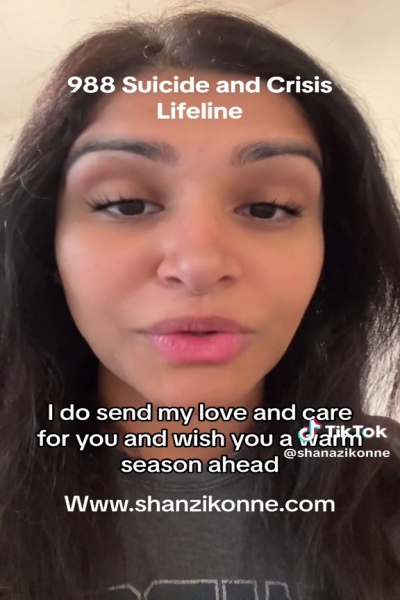 988 Suicide and Crisis
Lifeline
I do send my love and care
for you and wish you a warm
season ahead
TikTok
@shanazikonne
Www.shanzikonne.com